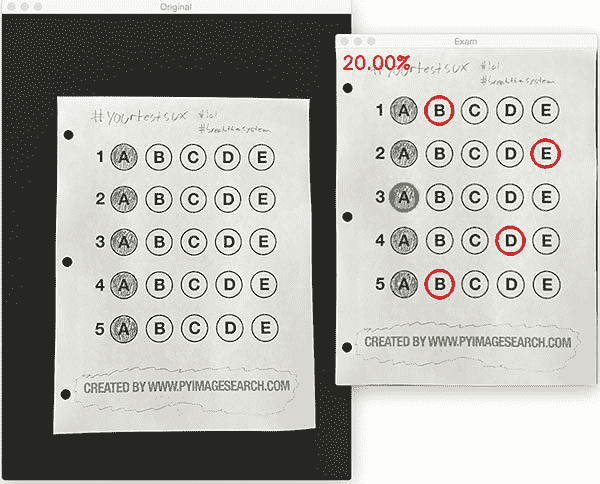 Original
#yourtestsux #lol
#breakthesystem
1 A B C D E
2 A B C D E
3 A B C D E
4 A B C D E
5 A B C D E
CREATED BY WWW.PYIMAGESEARCH.COM
Exam
20.00%
#yourtestsux #lol
#breakthesystem
1 A B C D E
2 A B C D E
3 A B C D E
4 A B C D E
5 A B C D E
CREATED BY WWW.PYIMAGESEARCH.COM